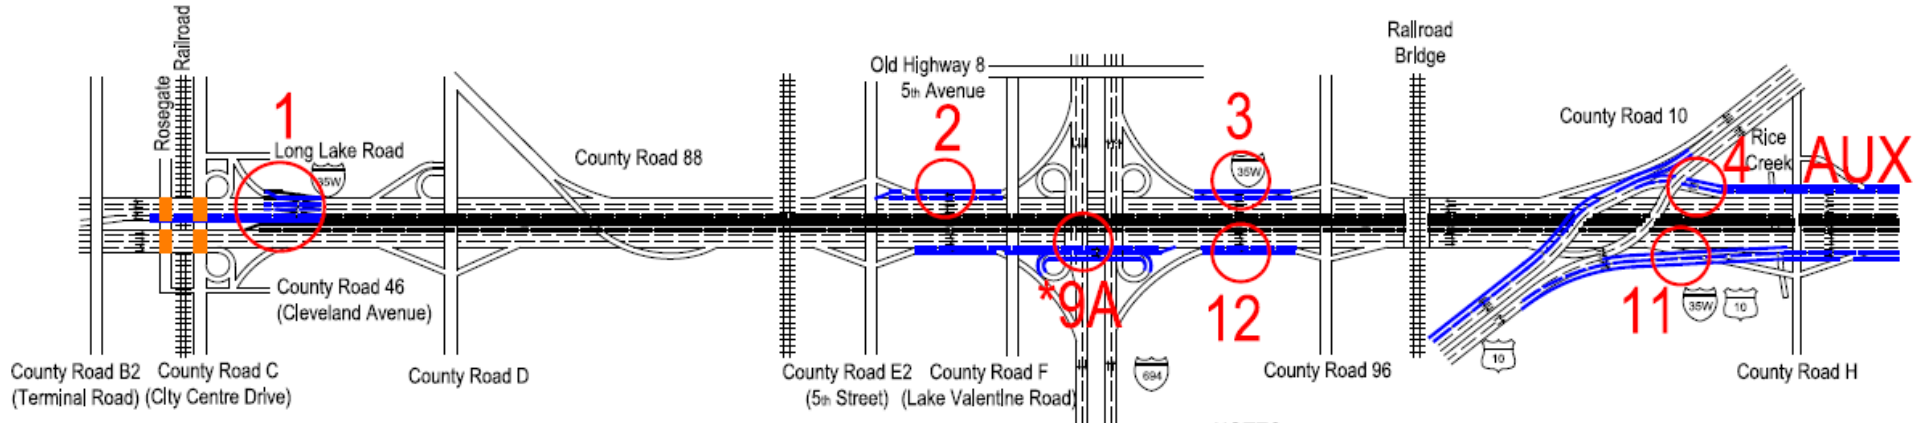 Railroad
Rosegate
1
Long Lake Road
35W
County Road 88
Old Highway 8
5th Avenue
2
3
35W
Railroad
Bridge
County Road 10
Rice
Creek
4
AUX
County Road 46
(Cleveland Avenue)
*9A
12
11
35W
10
10
694
County Road B2
(Terminal Road)
County Road C
(City Centre Drive)
County Road D
County Road E2
(5th Street)
County Road F
(Lake Valentine Road)
County Road 96
County Road H